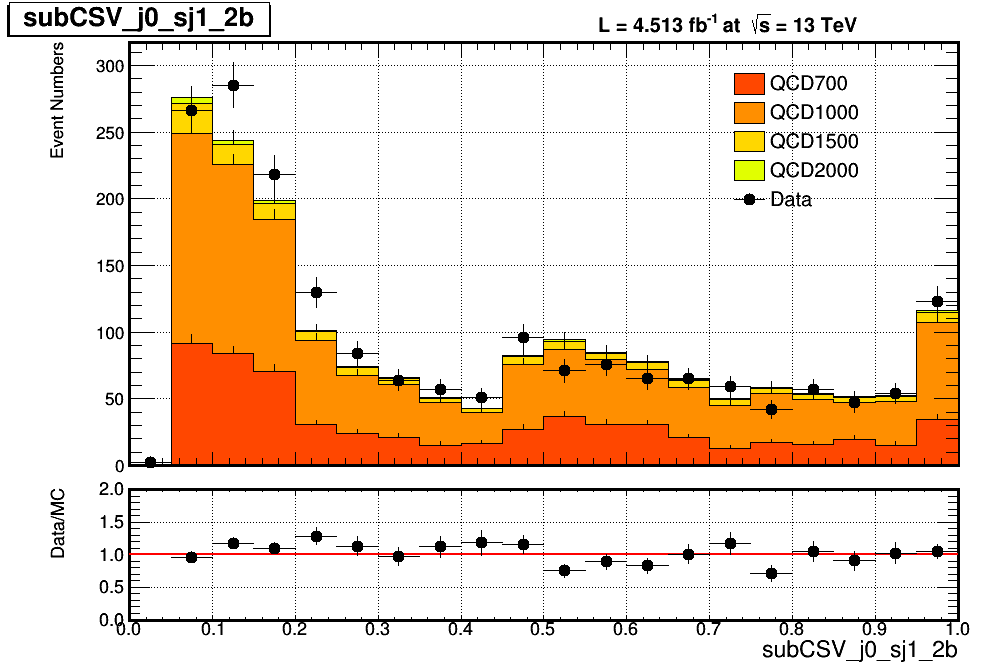 subCSV_j0_sj1_2b
L = 4.513 fb⁻¹ at √s = 13 TeV
Event Numbers
300
250
200
150
100
50
0
QCD700
QCD1000
QCD1500
QCD2000
Data
Data/MC
2.0
1.5
1.0
0.5
0.0
0.0 0.1 0.2 0.3 0.4 0.5 0.6 0.7 0.8 0.9 1.0
subCSV_j0_sj1_2b